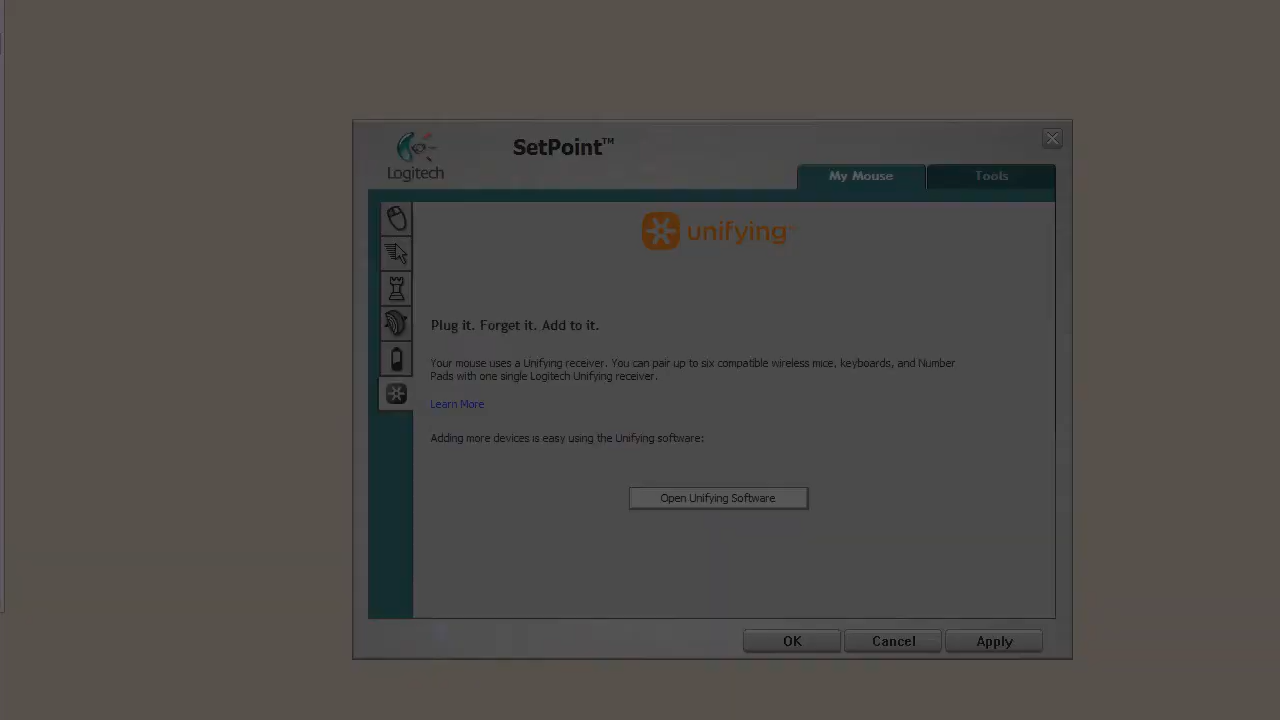 Logitech
SetPoint™
My Mouse
Tools
unifying™
Plug it. Forget it. Add to it.
Your mouse uses a Unifying receiver. You can pair up to six compatible wireless mice, keyboards, and Number
Pads with one single Logitech Unifying receiver.
Learn More
Adding more devices is easy using the Unifying software:
Open Unifying Software
OK
Cancel
Apply